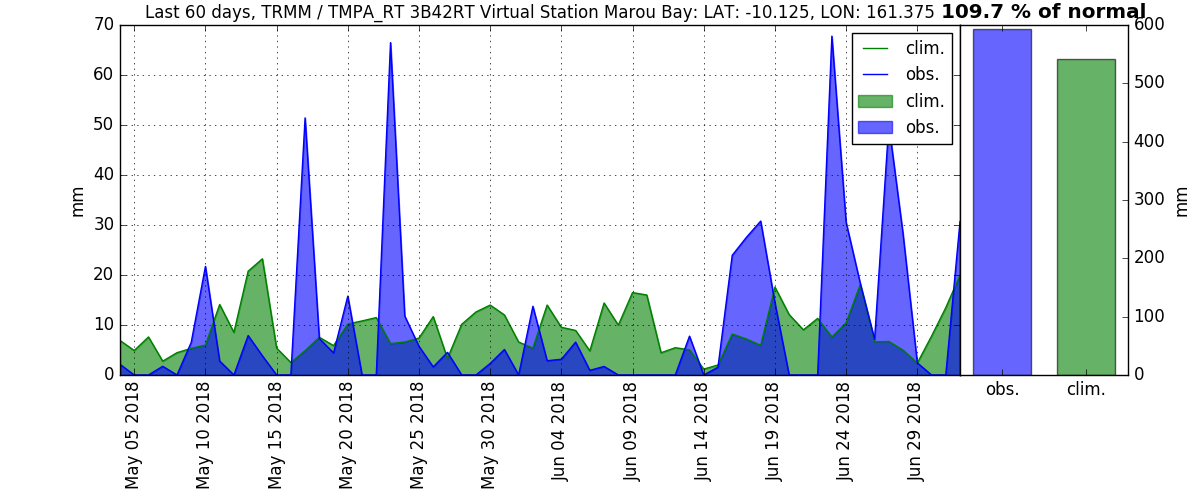 Last 60 days, TRMM / TMPA_RT 3B42RT Virtual Station Marou Bay: LAT: -10.125, LON: 161.375 109.7 % of normal
70
60
50
40
30
20
10
0
mm
clim.
obs.
clim.
obs.
600
500
400
300
200
100
0
mm
May 05 2018
May 10 2018
May 15 2018
May 20 2018
May 25 2018
May 30 2018
Jun 04 2018
Jun 09 2018
Jun 14 2018
Jun 19 2018
Jun 24 2018
Jun 29 2018
obs.
clim.